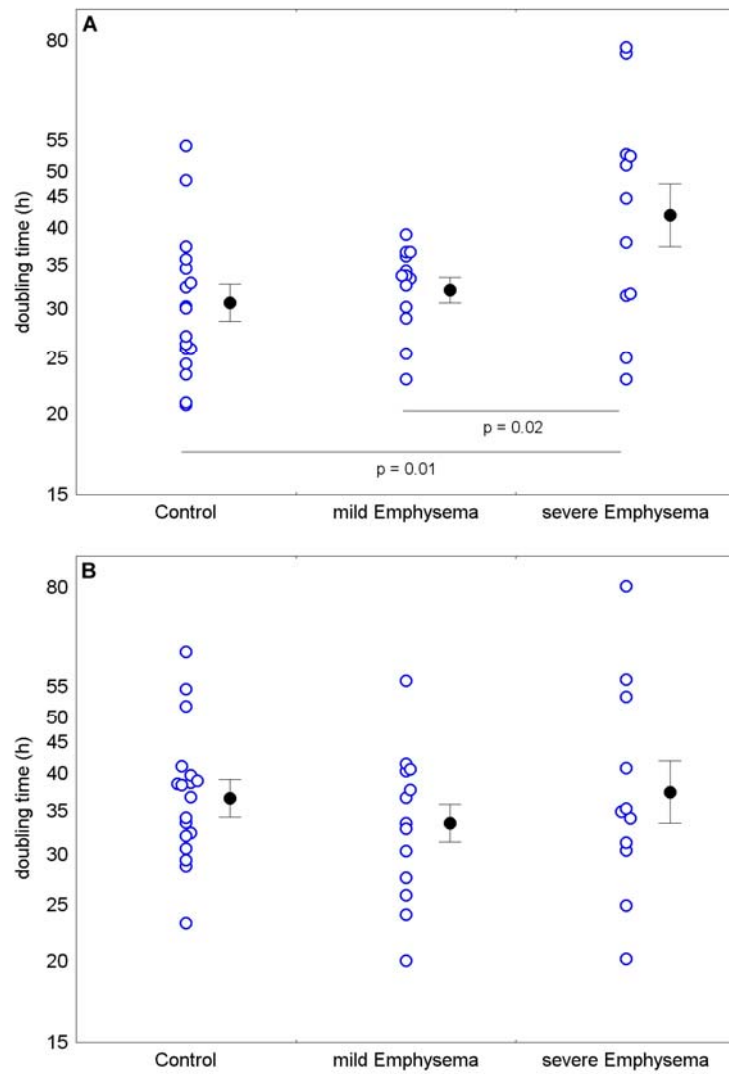 A
80
55
50
45
40
35
30
25
20
15
doubling time (h)
p = 0.02
p = 0.01
Control mild Emphysema severe Emphysema
B
80
55
50
45
40
35
30
25
20
15
doubling time (h)
Control mild Emphysema severe Emphysema